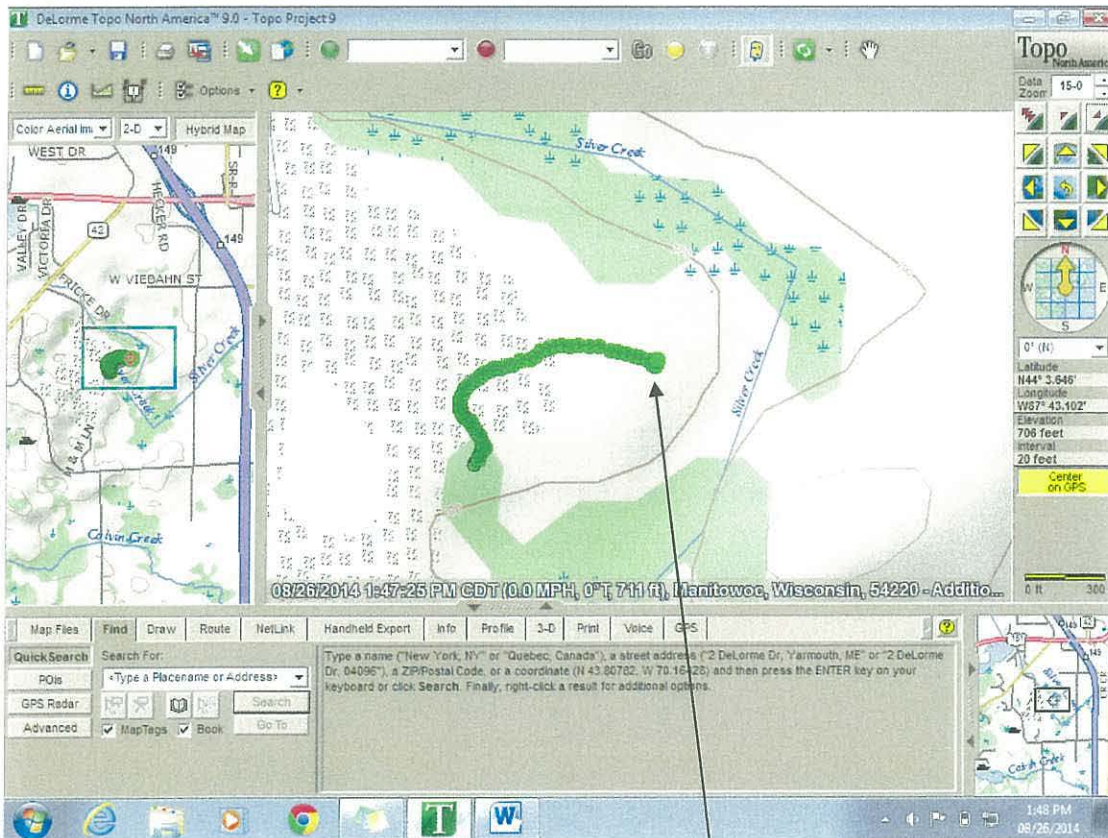 DeLorme Topo North America™ 9.0 - Topo Project 9
Go
Options
Color Aerial Im
2-D
Hybrid Map
WEST DR
149
HECKER RD
SR-R
VALLEY DR
VICTORIA DR
42
149
W VIEBAHN ST
FRICKE DR
Silver Creek
M & M LN
Calvin Creek
Silver Creek
Silver Creek
08/26/2014 1:47:25 PM CDT (0.0 MPH, 0°T, 711 ft), Manitowoc, Wisconsin, 54220 - Additio...
Topo
North America
Data
Zoom
15-0
N
W
E
S
0° (N)
Latitude
N44° 3.646'
Longitude
W87° 43.102'
Elevation
706 feet
Interval
20 feet
Center
on GPS
0 ft 300
Map Files Find Draw Route NetLink Handheld Export Info Profile 3-D Print Voice GPS
QuickSearch
POIs
GPS Radar
Advanced
Search For:
<Type a Placename or Address>
Search
MapTags Book
Go To
Type a name ("New York, NY" or "Quebec, Canada"), a street address ("2 DeLorme Dr, Yarmouth, ME" or "2 DeLorme
Dr, 04096"), a ZIP/Postal Code, or a coordinate (N 43.80782, W 70.16428) and then press the ENTER key on your
keyboard or click Search. Finally, right-click a result for additional options.
Calvin Creek
1:48 PM
08/26/2014